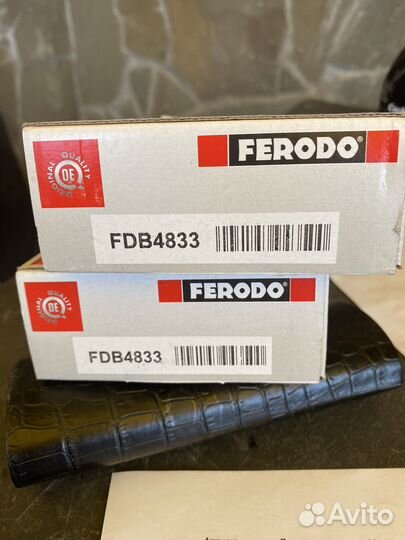 ORIGINAL QUALITY
OE
FERODO®
FDB4833
ORIGINAL QUALITY
OE
FERODO®
FDB4833
Avito